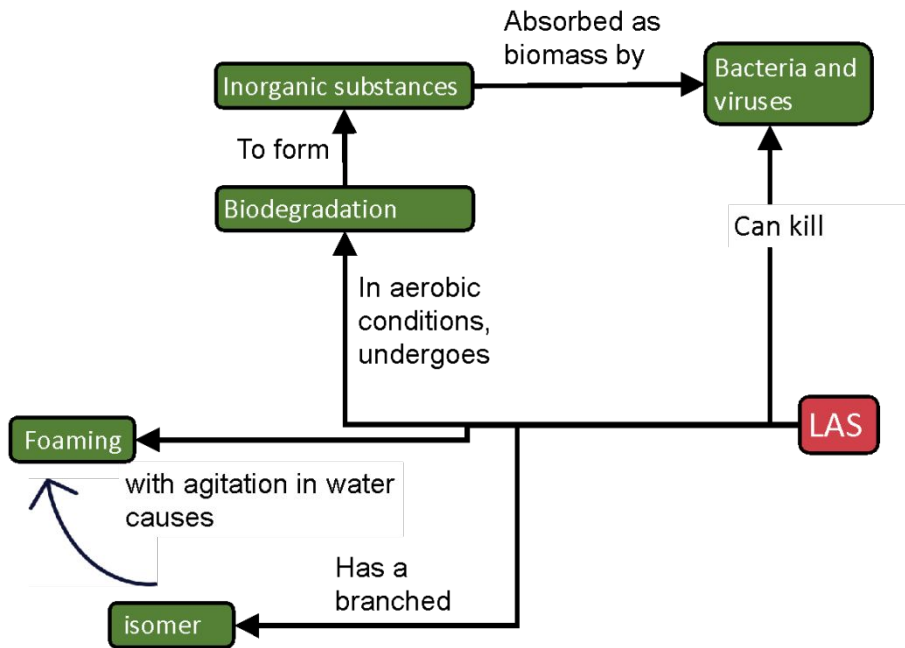 Absorbed as
biomass by
Inorganic substances
Bacteria and
viruses
To form
Biodegradation
Can kill
In aerobic
conditions,
undergoes
LAS
Foaming
with agitation in water
causes
Has a
branched
isomer